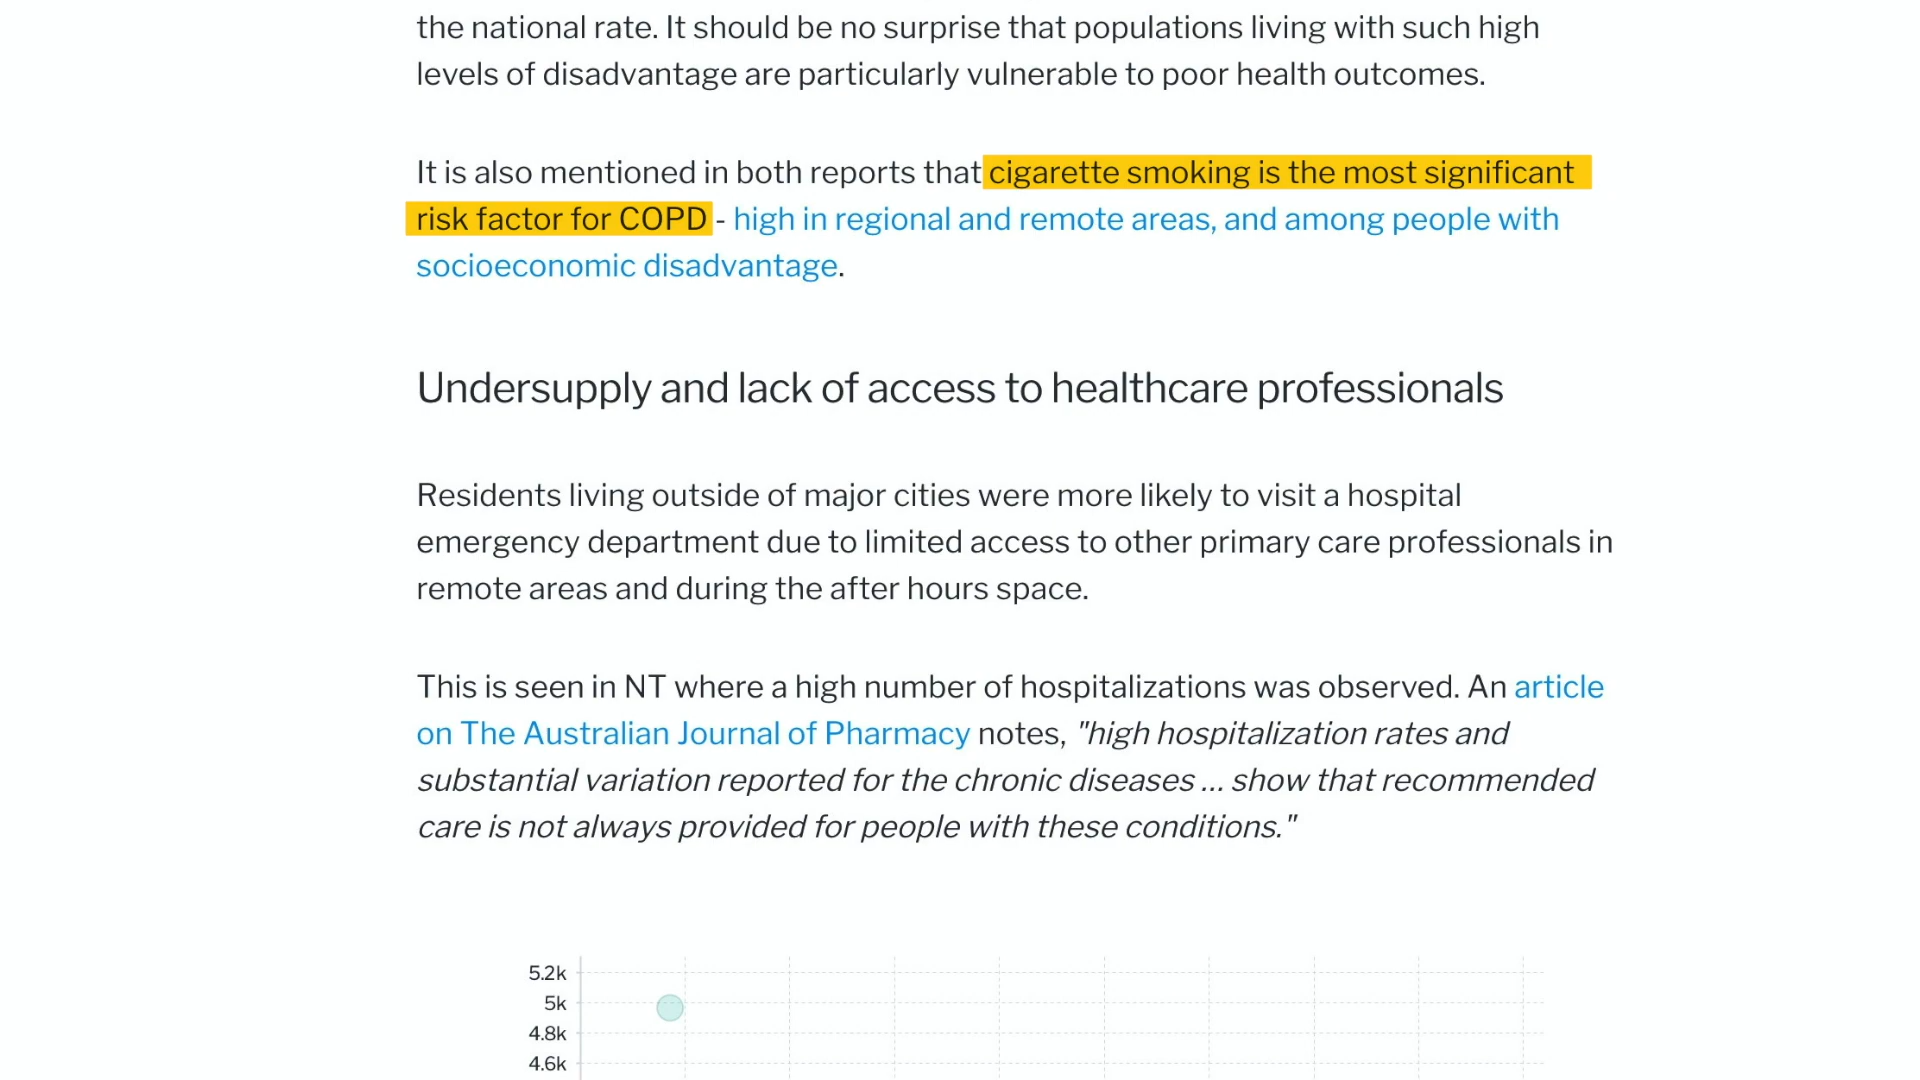 the national rate. It should be no surprise that populations living with such high
levels of disadvantage are particularly vulnerable to poor health outcomes.
It is also mentioned in both reports that cigarette smoking is the most significant
risk factor for COPD - high in regional and remote areas, and among people with
socioeconomic disadvantage.
Undersupply and lack of access to healthcare professionals
Residents living outside of major cities were more likely to visit a hospital
emergency department due to limited access to other primary care professionals in
remote areas and during the after hours space.
This is seen in NT where a high number of hospitalizations was observed. An article
on The Australian Journal of Pharmacy notes, "high hospitalization rates and
substantial variation reported for the chronic diseases ... show that recommended
care is not always provided for people with these conditions."
5.2k
5k
4.8k
4.6k